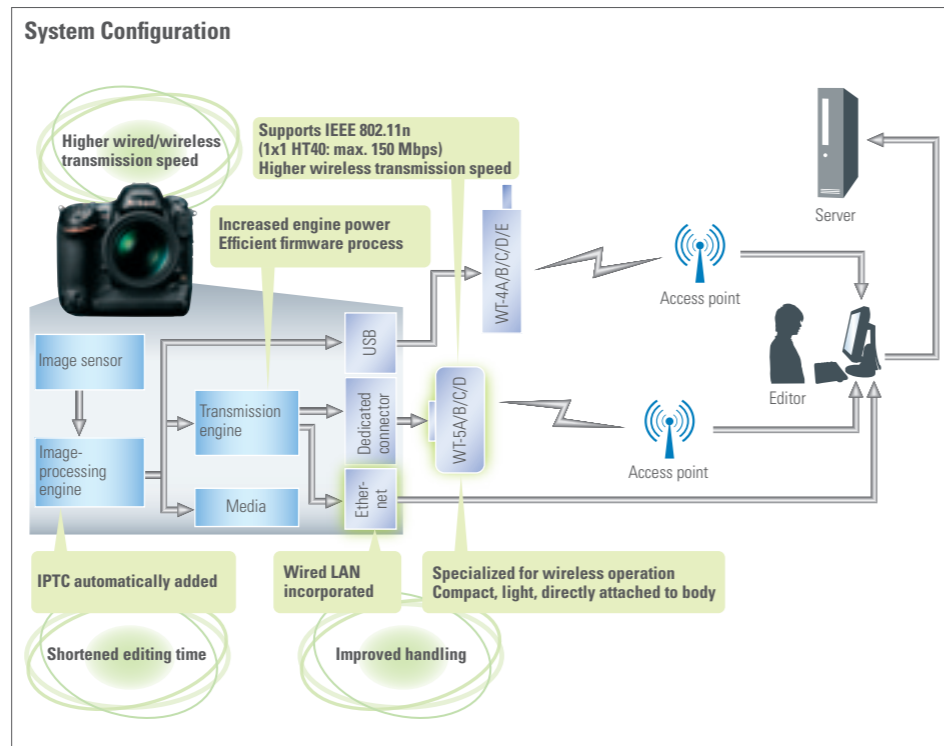 System Configuration
Higher wired/wireless
transmission speed
Supports IEEE 802.11n
(1x1 HT40: max. 150 Mbps)
Higher wireless transmission speed
Increased engine power
Efficient firmware process
WT-4A/B/C/D/E
Access point
Server
Image sensor
USB
Transmission
engine
Dedicated
connector
WT-5A/B/C/D
Access point
Editor
Image-
processing
engine
Media
Ether-
net
IPTC automatically added
Wired LAN
incorporated
Specialized for wireless operation
Compact, light, directly attached to body
Shortened editing time
Improved handling
Nikon